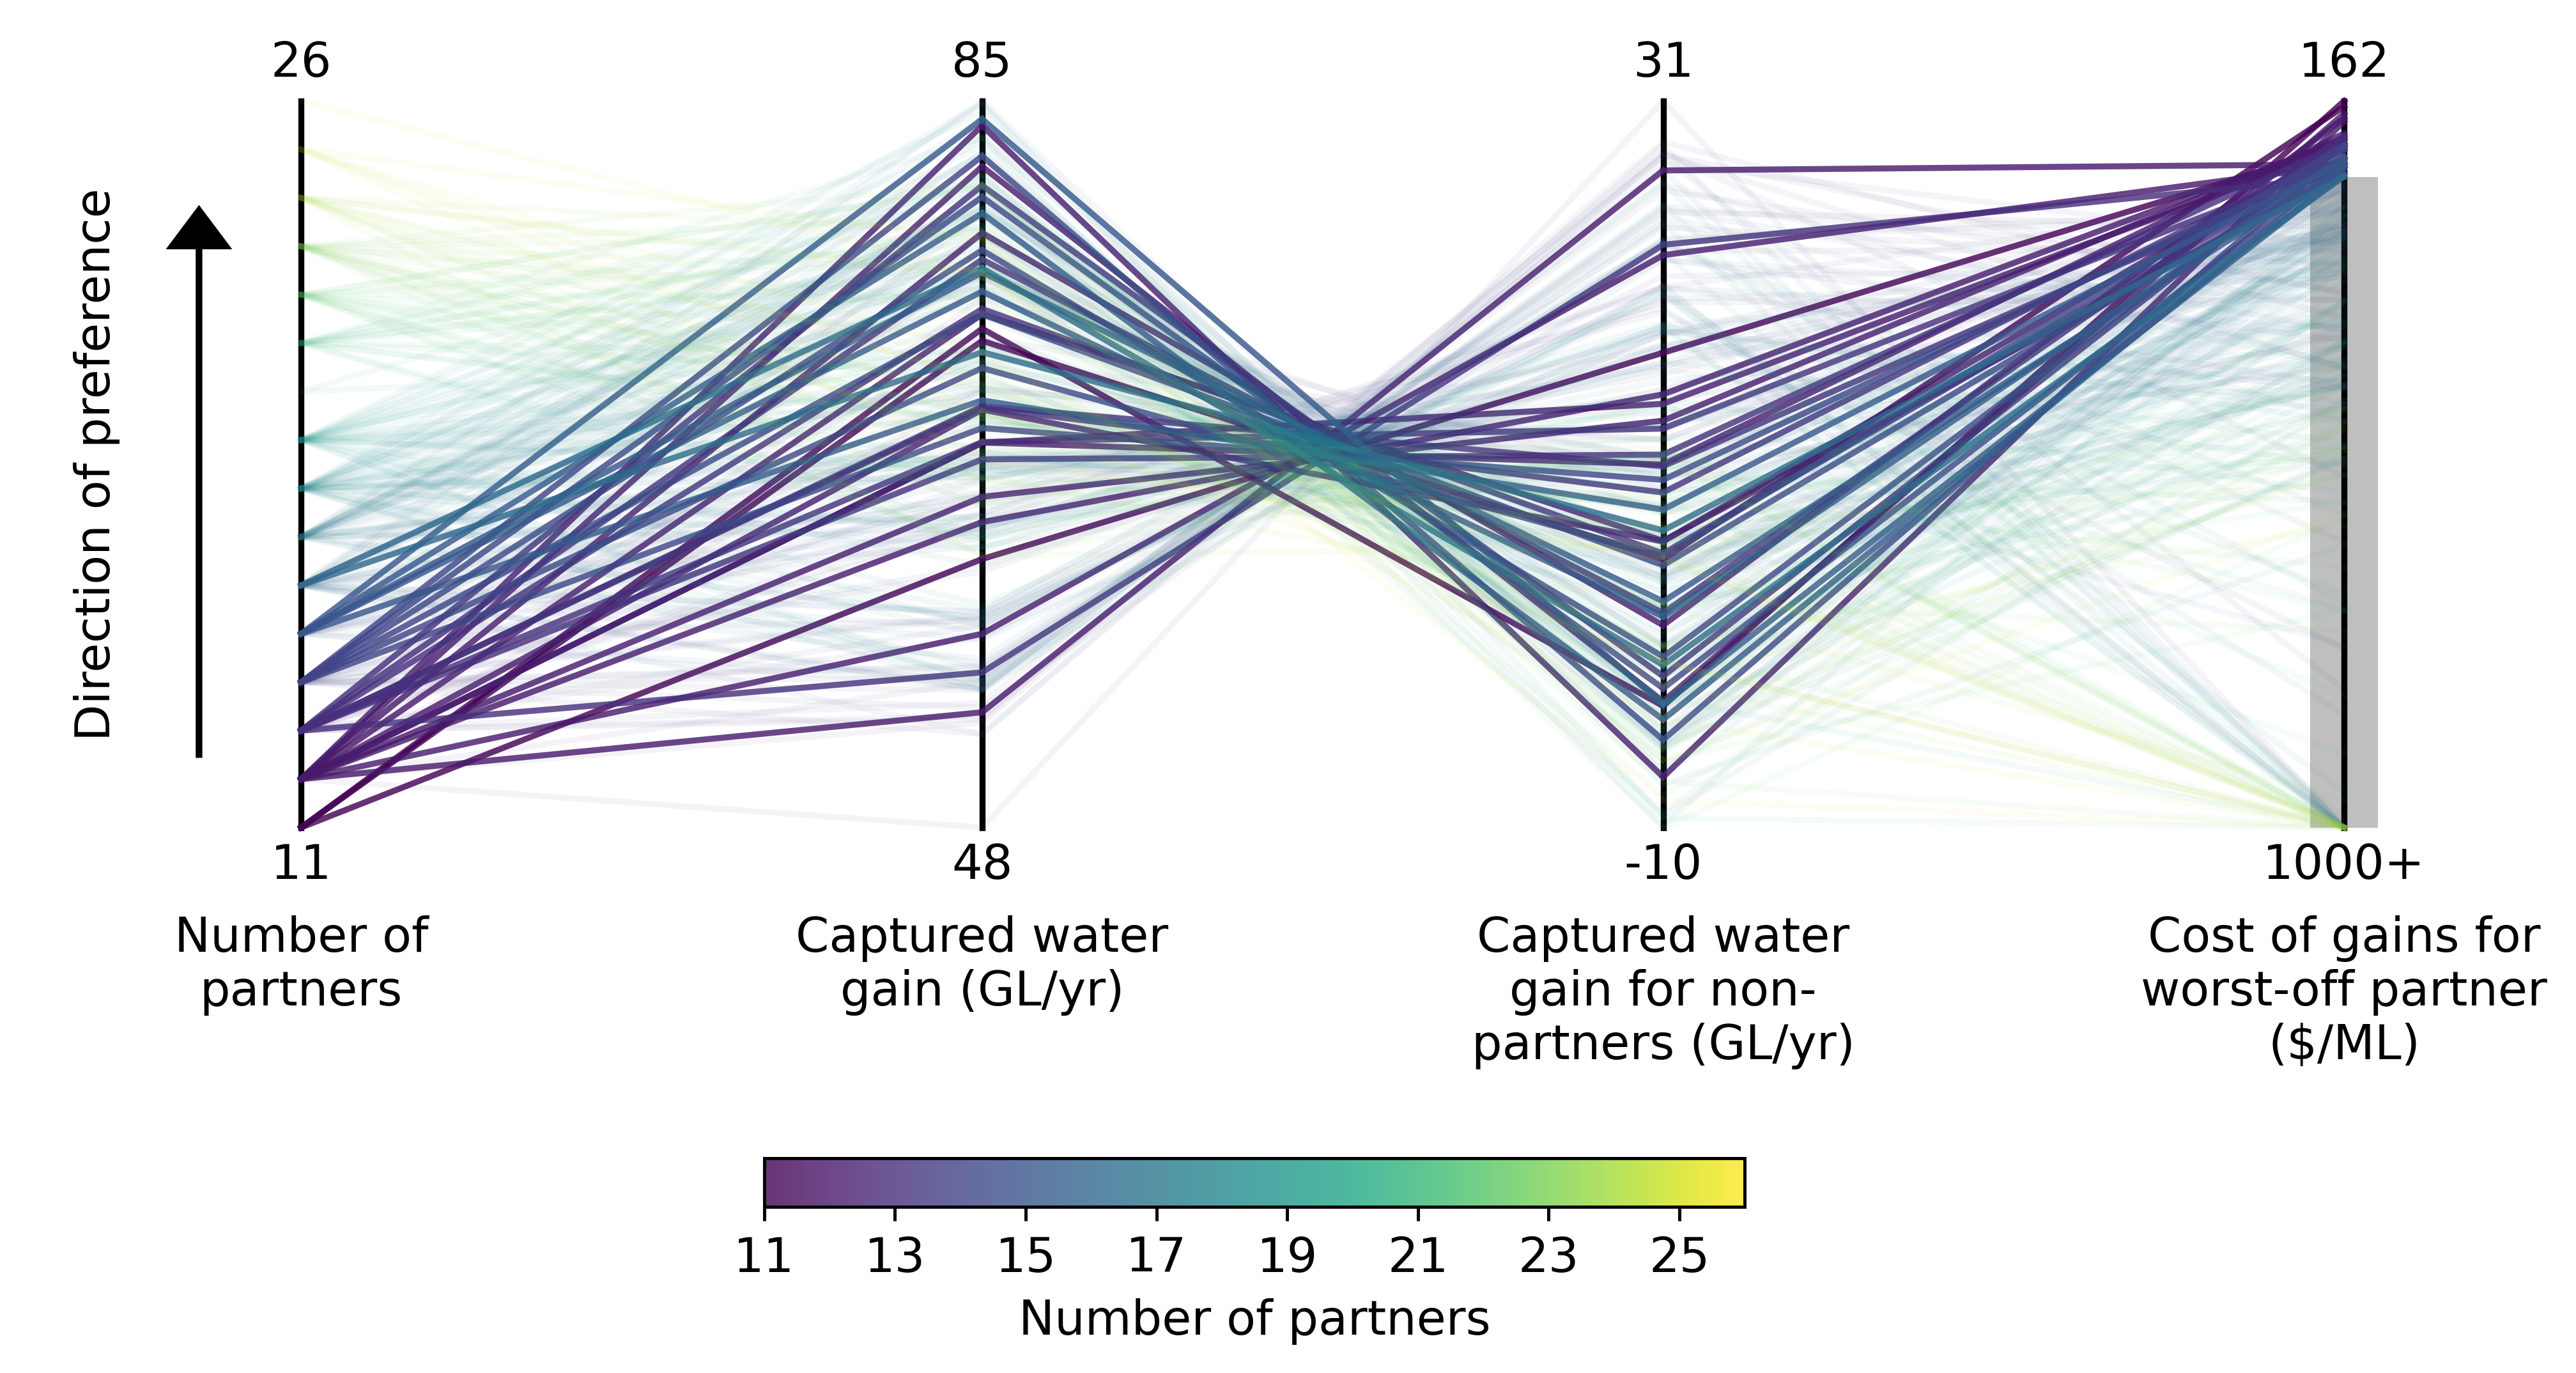 26
85
31
162
Direction of preference
11
48
-10
1000+
Number of
partners
Captured water
gain (GL/yr)
Captured water
gain for non-
partners (GL/yr)
Cost of gains for
worst-off partner
($/ML)
11
13
15
17
19
21
23
25
Number of partners